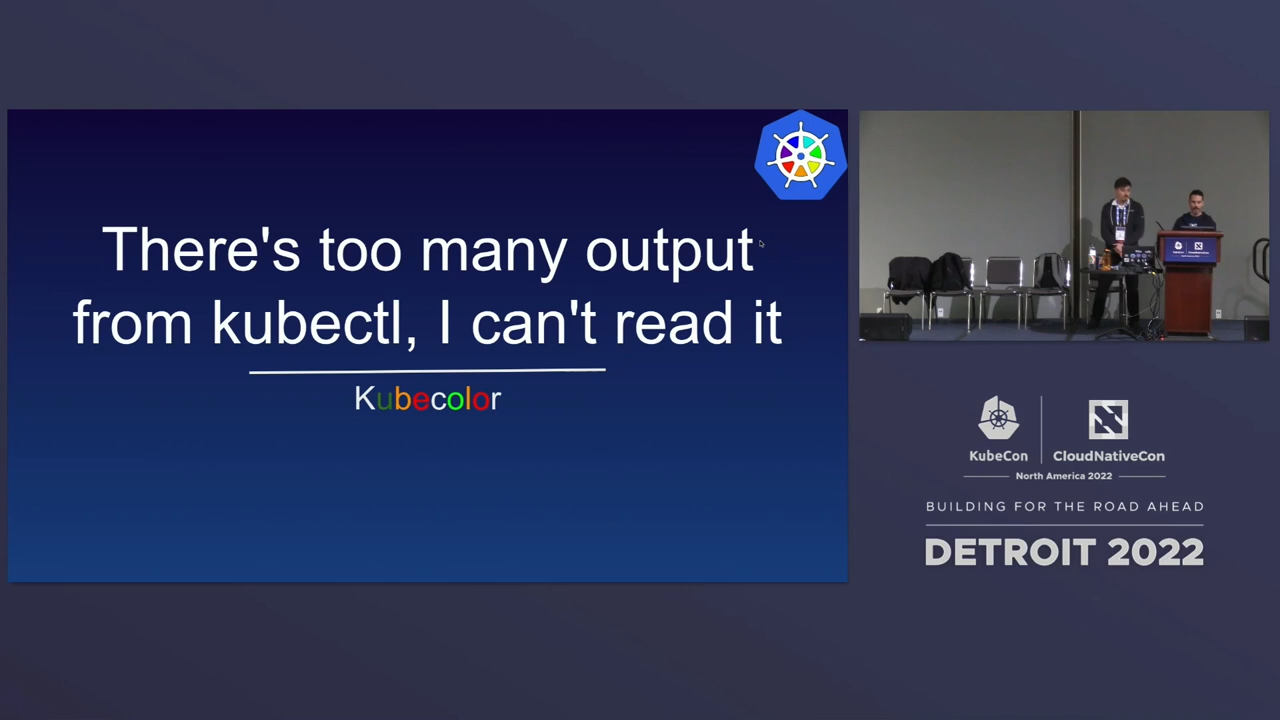 There's too many output
from kubectl, I can't read it
Kubecolor
KubeCon
CloudNativeCon
North America 2022
BUILDING FOR THE ROAD AHEAD
DETROIT 2022